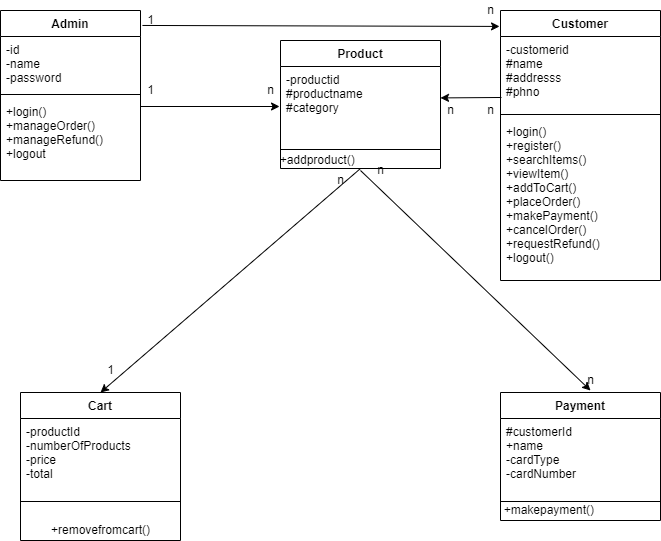 Admin
-id
-name
-password
+login()
+manageOrder()
+manageRefund()
+logout
1
n
1
n
Product
-productid
#productname
#category
+addproduct()
n
n
n
n
Customer
-customerid
#name
#addresss
#phno
+login()
+register()
+searchItems()
+viewItem()
+addToCart()
+placeOrder()
+makePayment()
+cancelOrder()
+requestRefund()
+logout()
1
n
Cart
-productId
-numberOfProducts
-price
-total
+removefromcart()
Payment
#customerId
+name
-cardType
-cardNumber
+makepayment()